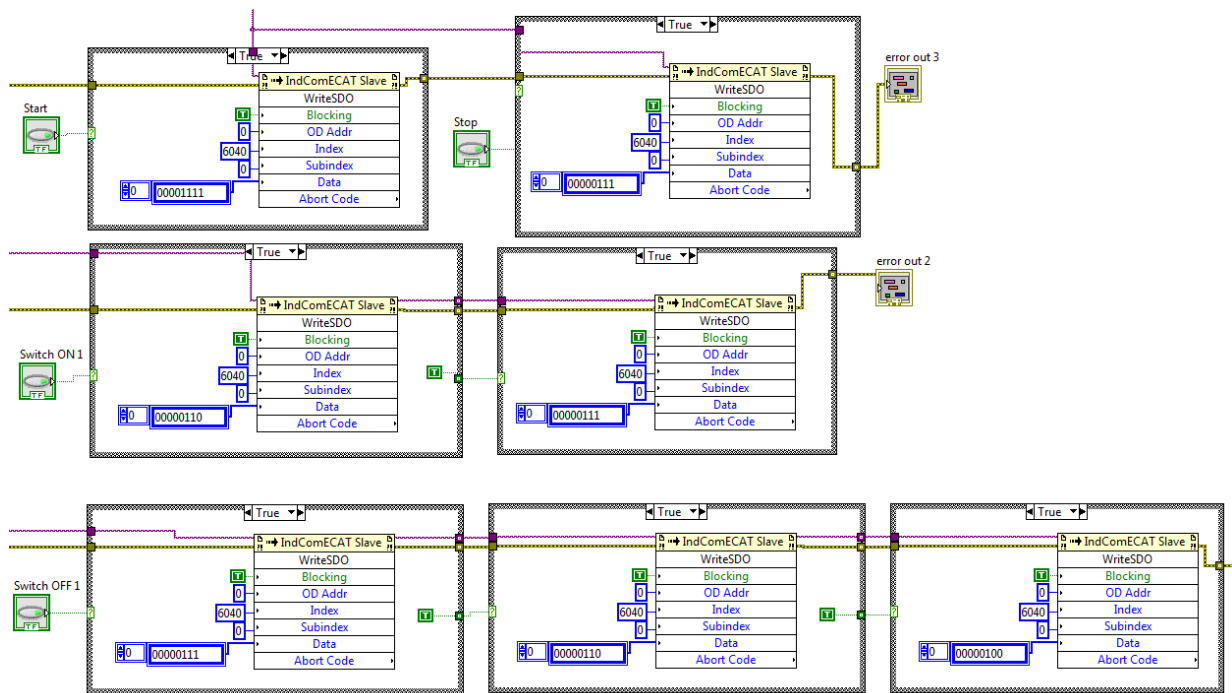 True
IndComECAT Slave
WriteSDO
Blocking
OD Addr
Index
Subindex
Data
Abort Code
Start
TF
?
T
0
6040
0
0
00001111
True
IndComECAT Slave
WriteSDO
Blocking
OD Addr
Index
Subindex
Data
Abort Code
Stop
TF
?
T
0
6040
0
0
00000111
error out 3
True
IndComECAT Slave
WriteSDO
Blocking
OD Addr
Index
Subindex
Data
Abort Code
Switch ON 1
TF
?
T
0
6040
0
0
00000110
T
True
IndComECAT Slave
WriteSDO
Blocking
OD Addr
Index
Subindex
Data
Abort Code
?
T
0
6040
0
0
00000111
error out 2
True
IndComECAT Slave
WriteSDO
Blocking
OD Addr
Index
Subindex
Data
Abort Code
Switch OFF 1
TF
?
T
0
6040
0
0
00000111
T
True
IndComECAT Slave
WriteSDO
Blocking
OD Addr
Index
Subindex
Data
Abort Code
?
T
0
6040
0
0
00000110
T
True
IndComECAT Slave
WriteSDO
Blocking
OD Addr
Index
Subindex
Data
Abort Code
?
T
0
6040
0
0
00000100